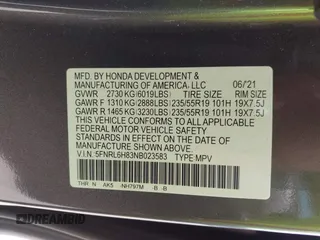 MFD. BY HONDA DEVELOPMENT &
MANUFACTURING OF AMERICA, LLC 06/21
GVWR 2730 KG(6019LBS) TIRE SIZE RIM SIZE
GAWR F 1310 KG(2888LBS) 235/55R19 101H 19X7.5J
GAWR R 1465 KG(3230LBS) 235/55R19 101H 19X7.5J
THIS VEHICLE CONFORMS TO ALL APPLICABLE
FEDERAL MOTOR VEHICLE SAFETY AND THEFT PREVENTION
STANDARDS IN EFFECT ON THE DATE OF
MANUFACTURE SHOWN ABOVE.
V.I.N: 5FNRL6H83NB023583 TYPE MPV
THR N AK5 NH797M B B
DREAMBID